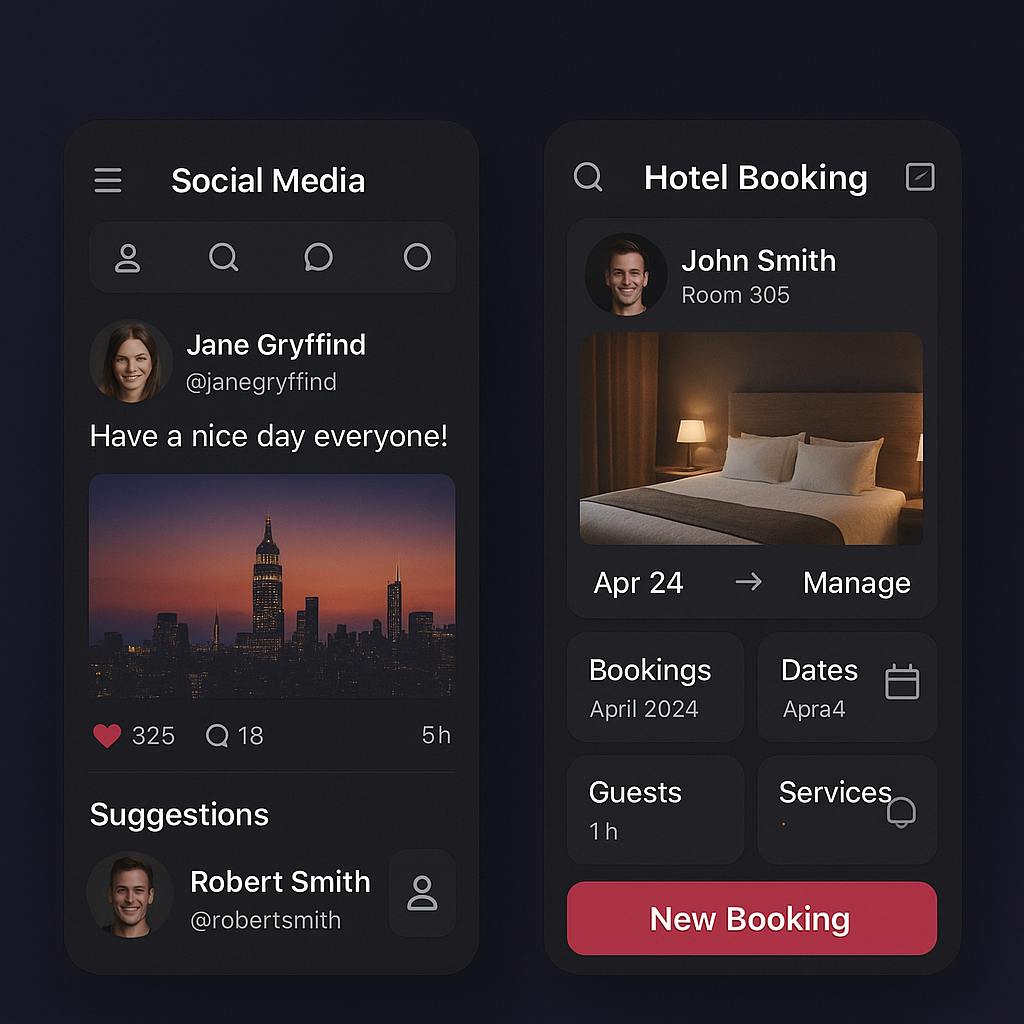 Social Media
Jane Gryffind
@janegryffind
Have a nice day everyone!
325
18
5h
Suggestions
Robert Smith
@robertsmith
Hotel Booking
John Smith
Room 305
Apr 24 → Manage
Bookings
April 2024
Dates
Apra4
Guests
1h
Services
New Booking